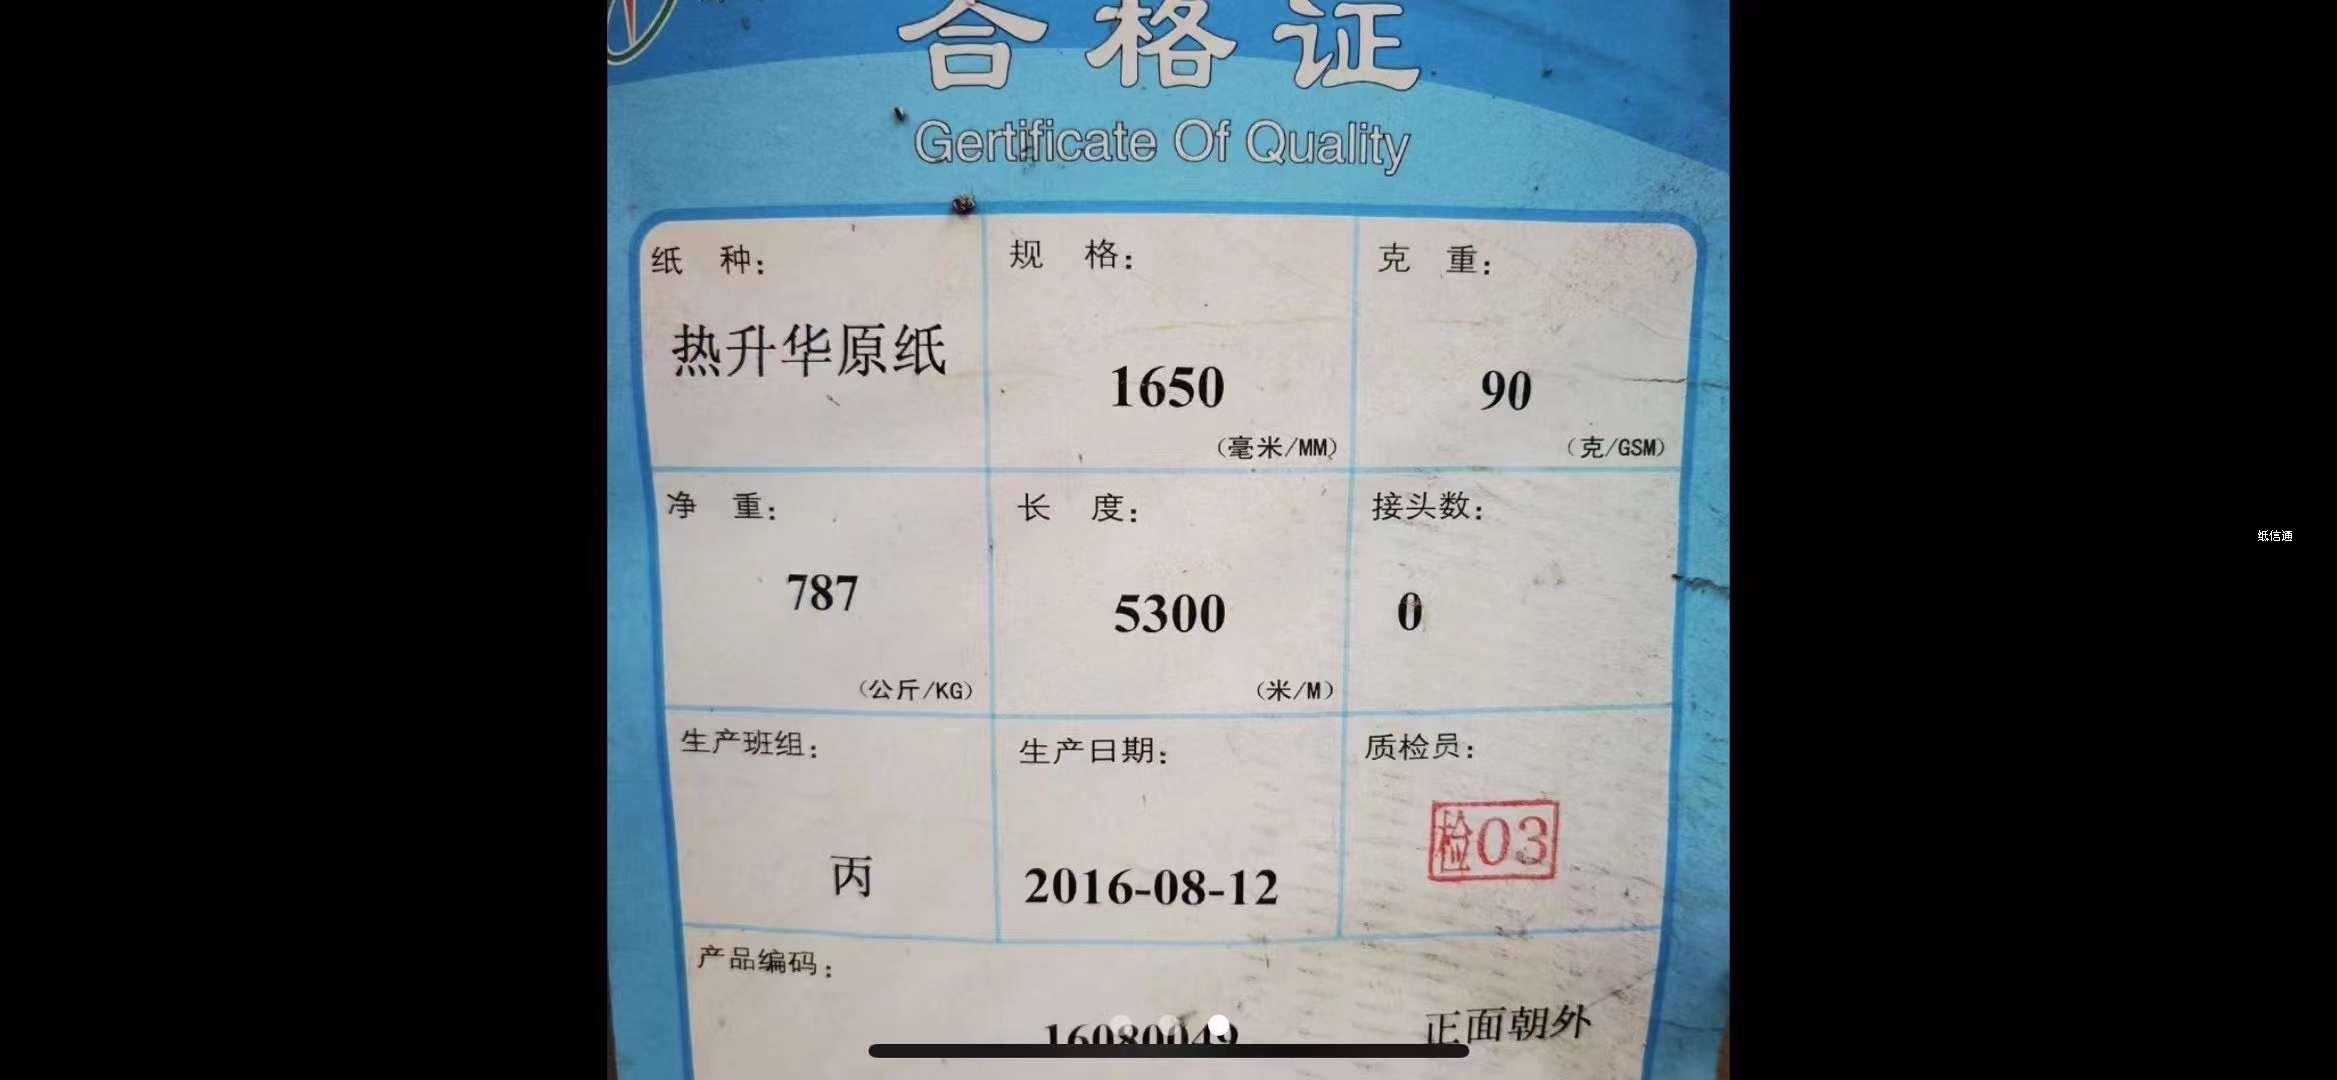 合格证
Gertificate Of Quality
纸 种: 规 格: 克 重:
热升华原纸 1650 90
(毫米/MM) (克/GSM)
净 重: 长 度: 接头数:
787 5300 0
(公斤/KG) (米/M)
生产班组: 生产日期: 质检员:
丙 2016-08-12 检03
产品编码:
16080049 正面朝外
纸信通